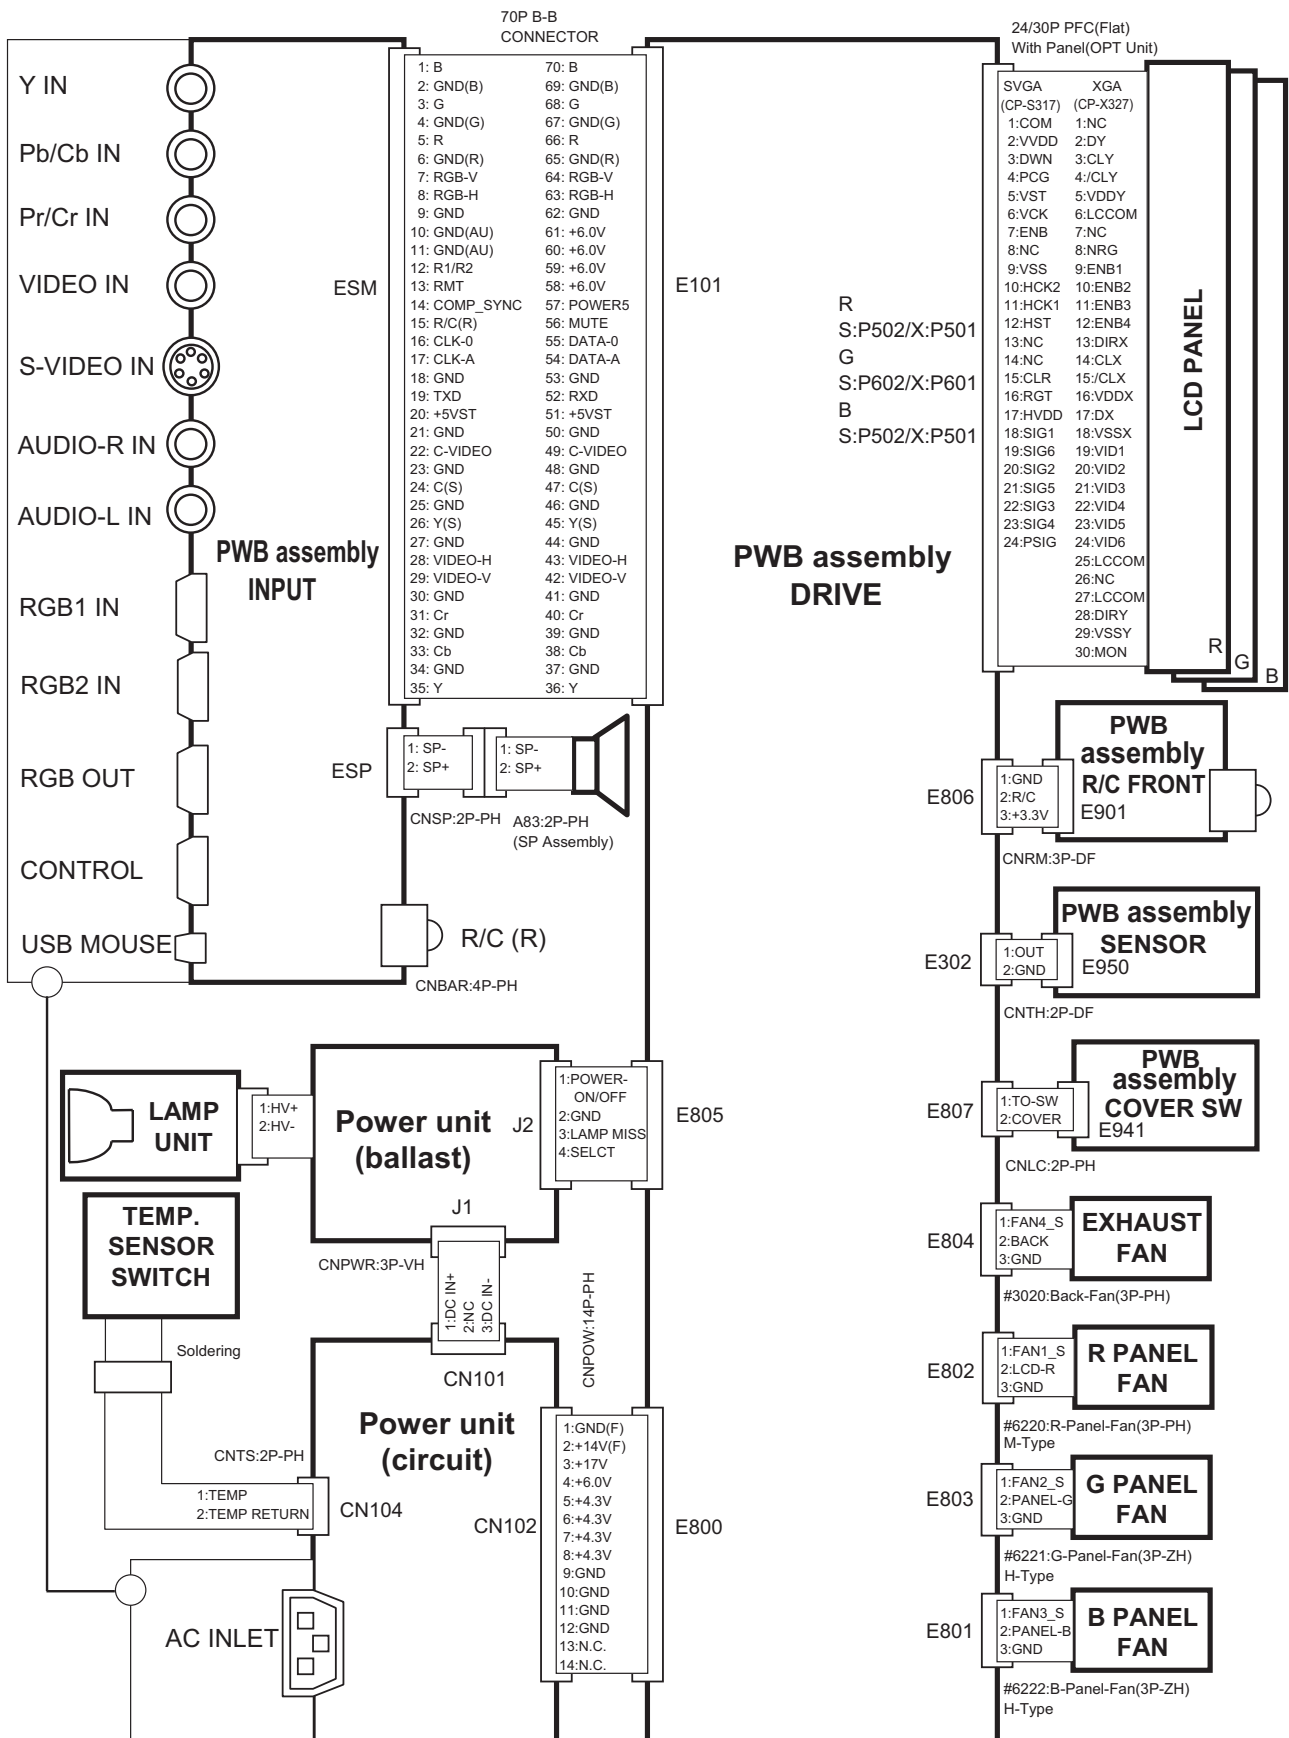 70P B-B
CONNECTOR
24/30P PFC(Flat)
With Panel(OPT Unit)
Y IN
Pb/Cb IN
Pr/Cr IN
VIDEO IN
S-VIDEO IN
AUDIO-R IN
AUDIO-L IN
RGB1 IN
RGB2 IN
RGB OUT
CONTROL
USB MOUSE
PWB assembly
INPUT
ESM
1: B
2: GND(B)
3: G
4: GND(G)
5: R
6: GND(R)
7: RGB-V
8: RGB-H
9: GND
10: GND(AU)
11: GND(AU)
12: R1/R2
13: RMT
14: COMP_SYNC
15: R/C(R)
16: CLK-0
17: CLK-A
18: GND
19: TXD
20: +5VST
21: GND
22: C-VIDEO
23: GND
24: C(S)
25: GND
26: Y(S)
27: GND
28: VIDEO-H
29: VIDEO-V
30: GND
31: Cr
32: GND
33: Cb
34: GND
35: Y
70: B
69: GND(B)
68: G
67: GND(G)
66: R
65: GND(R)
64: RGB-V
63: RGB-H
62: GND
61: +6.0V
60: +6.0V
59: +6.0V
58: +6.0V
57: POWER5
56: MUTE
55: DATA-0
54: DATA-A
53: GND
52: RXD
51: +5VST
50: GND
49: C-VIDEO
48: GND
47: C(S)
46: GND
45: Y(S)
44: GND
43: VIDEO-H
42: VIDEO-V
41: GND
40: Cr
39: GND
38: Cb
37: GND
36: Y
E101
PWB assembly
DRIVE
R
S:P502/X:P501
G
S:P602/X:P601
B
S:P502/X:P501
SVGA
(CP-S317)
1:COM
2:VVDD
3:DWN
4:PCG
5:VST
6:VCK
7:ENB
8:NC
9:VSS
10:HCK2
11:HCK1
12:HST
13:NC
14:NC
15:CLR
16:RGT
17:HVDD
18:SIG1
19:SIG6
20:SIG2
21:SIG5
22:SIG3
23:SIG4
24:PSIG
XGA
(CP-X327)
1:NC
2:DY
3:CLY
4:/CLY
5:VDDY
6:LCCOM
7:NC
8:NRG
9:ENB1
10:ENB2
11:ENB3
12:ENB4
13:DIRX
14:CLX
15:/CLX
16:VDDX
17:DX
18:VSSX
19:VID1
20:VID2
21:VID3
22:VID4
23:VID5
24:VID6
25:LCCOM
26:NC
27:LCCOM
28:DIRY
29:VSSY
30:MON
LCD PANEL
R
G
B
ESP
1: SP-
2: SP+
1: SP-
2: SP+
CNSP:2P-PH
A83:2P-PH
(SP Assembly)
R/C (R)
CNBAR:4P-PH
E806
1:GND
2:R/C
3:+3.3V
PWB
assembly
R/C FRONT
E901
CNRM:3P-DF
E302
1:OUT
2:GND
PWB assembly
SENSOR
E950
CNTH:2P-DF
E807
1:TO-SW
2:COVER
PWB
assembly
COVER SW
E941
CNLC:2P-PH
LAMP
UNIT
1:HV+
2:HV-
Power unit
(ballast)
J2
1:POWER-
ON/OFF
2:GND
3:LAMP MISS
4:SELCT
E805
J1
TEMP.
SENSOR
SWITCH
CNPWR:3P-VH
1:DC IN+
2:NC
3:DC IN-
CNPOW:14P-PH
Soldering
CN101
Power unit
(circuit)
CNTS:2P-PH
1:TEMP
2:TEMP RETURN
CN104
CN102
1:GND(F)
2:+14V(F)
3:+17V
4:+6.0V
5:+4.3V
6:+4.3V
7:+4.3V
8:+4.3V
9:GND
10:GND
11:GND
12:GND
13:N.C.
14:N.C.
E800
AC INLET
E804
1:FAN4_S
2:BACK
3:GND
EXHAUST
FAN
#3020:Back-Fan(3P-PH)
E802
1:FAN1_S
2:LCD-R
3:GND
R PANEL
FAN
#6220:R-Panel-Fan(3P-PH)
M-Type
E803
1:FAN2_S
2:PANEL-G
3:GND
G PANEL
FAN
#6221:G-Panel-Fan(3P-ZH)
H-Type
E801
1:FAN3_S
2:PANEL-B
3:GND
B PANEL
FAN
#6222:B-Panel-Fan(3P-ZH)
H-Type